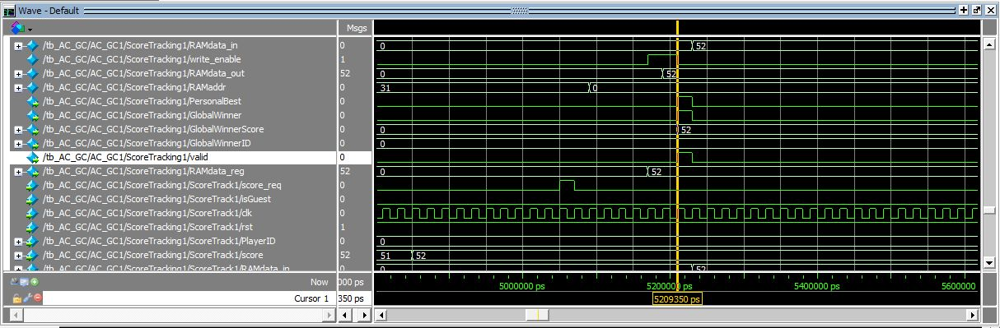 Wave - Default
Msgs
/tb_AC_GC/AC_GC1/ScoreTracking1/RAMdata_in 0 0 52
/tb_AC_GC/AC_GC1/ScoreTracking1/write_enable 1
/tb_AC_GC/AC_GC1/ScoreTracking1/RAMdata_out 52 0 52
/tb_AC_GC/AC_GC1/ScoreTracking1/RAMaddr 0 31 0
/tb_AC_GC/AC_GC1/ScoreTracking1/PersonalBest 0
/tb_AC_GC/AC_GC1/ScoreTracking1/GlobalWinner 0
/tb_AC_GC/AC_GC1/ScoreTracking1/GlobalWinnerScore 0 0 52
/tb_AC_GC/AC_GC1/ScoreTracking1/GlobalWinnerID 0 0
/tb_AC_GC/AC_GC1/ScoreTracking1/valid 0
/tb_AC_GC/AC_GC1/ScoreTracking1/RAMdata_reg 52 0 52
/tb_AC_GC/AC_GC1/ScoreTracking1/ScoreTrack1/score_req 0
/tb_AC_GC/AC_GC1/ScoreTracking1/ScoreTrack1/isGuest 0
/tb_AC_GC/AC_GC1/ScoreTracking1/ScoreTrack1/clk 0
/tb_AC_GC/AC_GC1/ScoreTracking1/ScoreTrack1/rst 1
/tb_AC_GC/AC_GC1/ScoreTracking1/ScoreTrack1/PlayerID 0 0
/tb_AC_GC/AC_GC1/ScoreTracking1/ScoreTrack1/score 52 51 52
/tb_AC_GC/AC_GC1/ScoreTracking1/ScoreTrack1/RAMdata_in 0 0 52
Now 000 ps 5000000 ps 5200000 ps 5400000 ps 5600000
Cursor 1 350 ps 5209350 ps